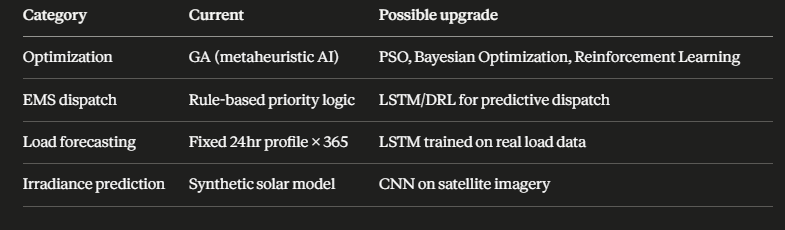 Category Current Possible upgrade
Optimization GA (metaheuristic AI) PSO, Bayesian Optimization, Reinforcement Learning
EMS dispatch Rule-based priority logic LSTM/DRL for predictive dispatch
Load forecasting Fixed 24hr profile × 365 LSTM trained on real load data
Irradiance prediction Synthetic solar model CNN on satellite imagery